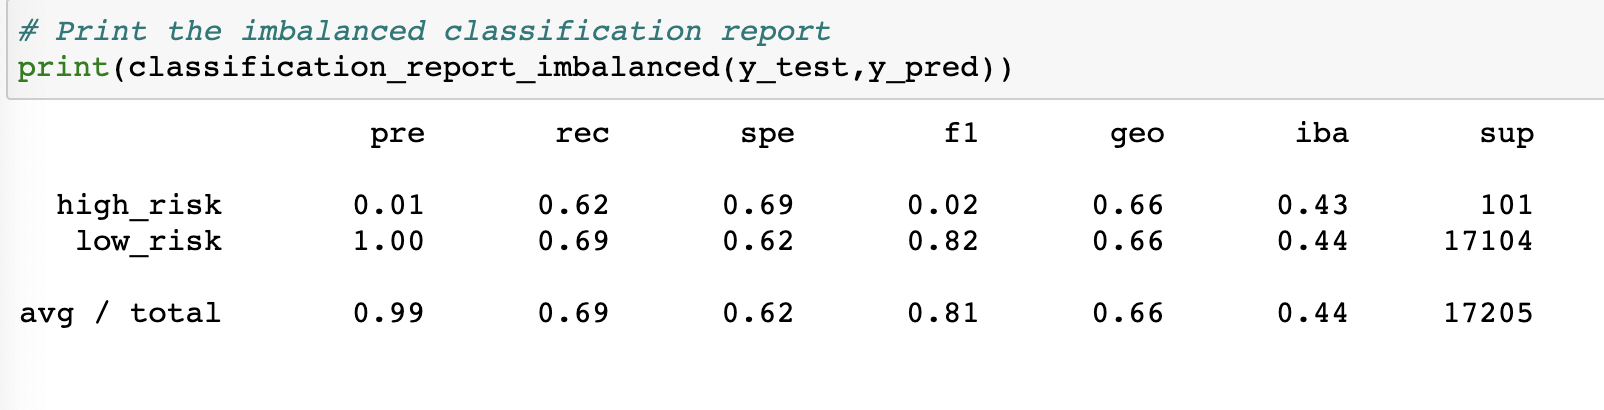 # Print the imbalanced classification report
print(classification_report_imbalanced(y_test,y_pred))
pre rec spe f1 geo iba sup
high_risk 0.01 0.62 0.69 0.02 0.66 0.43 101
low_risk 1.00 0.69 0.62 0.82 0.66 0.44 17104
avg / total 0.99 0.69 0.62 0.81 0.66 0.44 17205